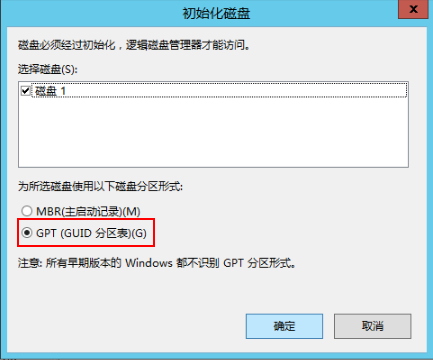 初始化磁盘
x
磁盘必须经过初始化，逻辑磁盘管理器才能访问。
选择磁盘(S):
磁盘 1
为所选磁盘使用以下磁盘分区形式:
MBR(主启动记录)(M)
GPT (GUID 分区表)(G)
注意: 所有早期版本的 Windows 都不识别 GPT 分区形式。
确定
取消